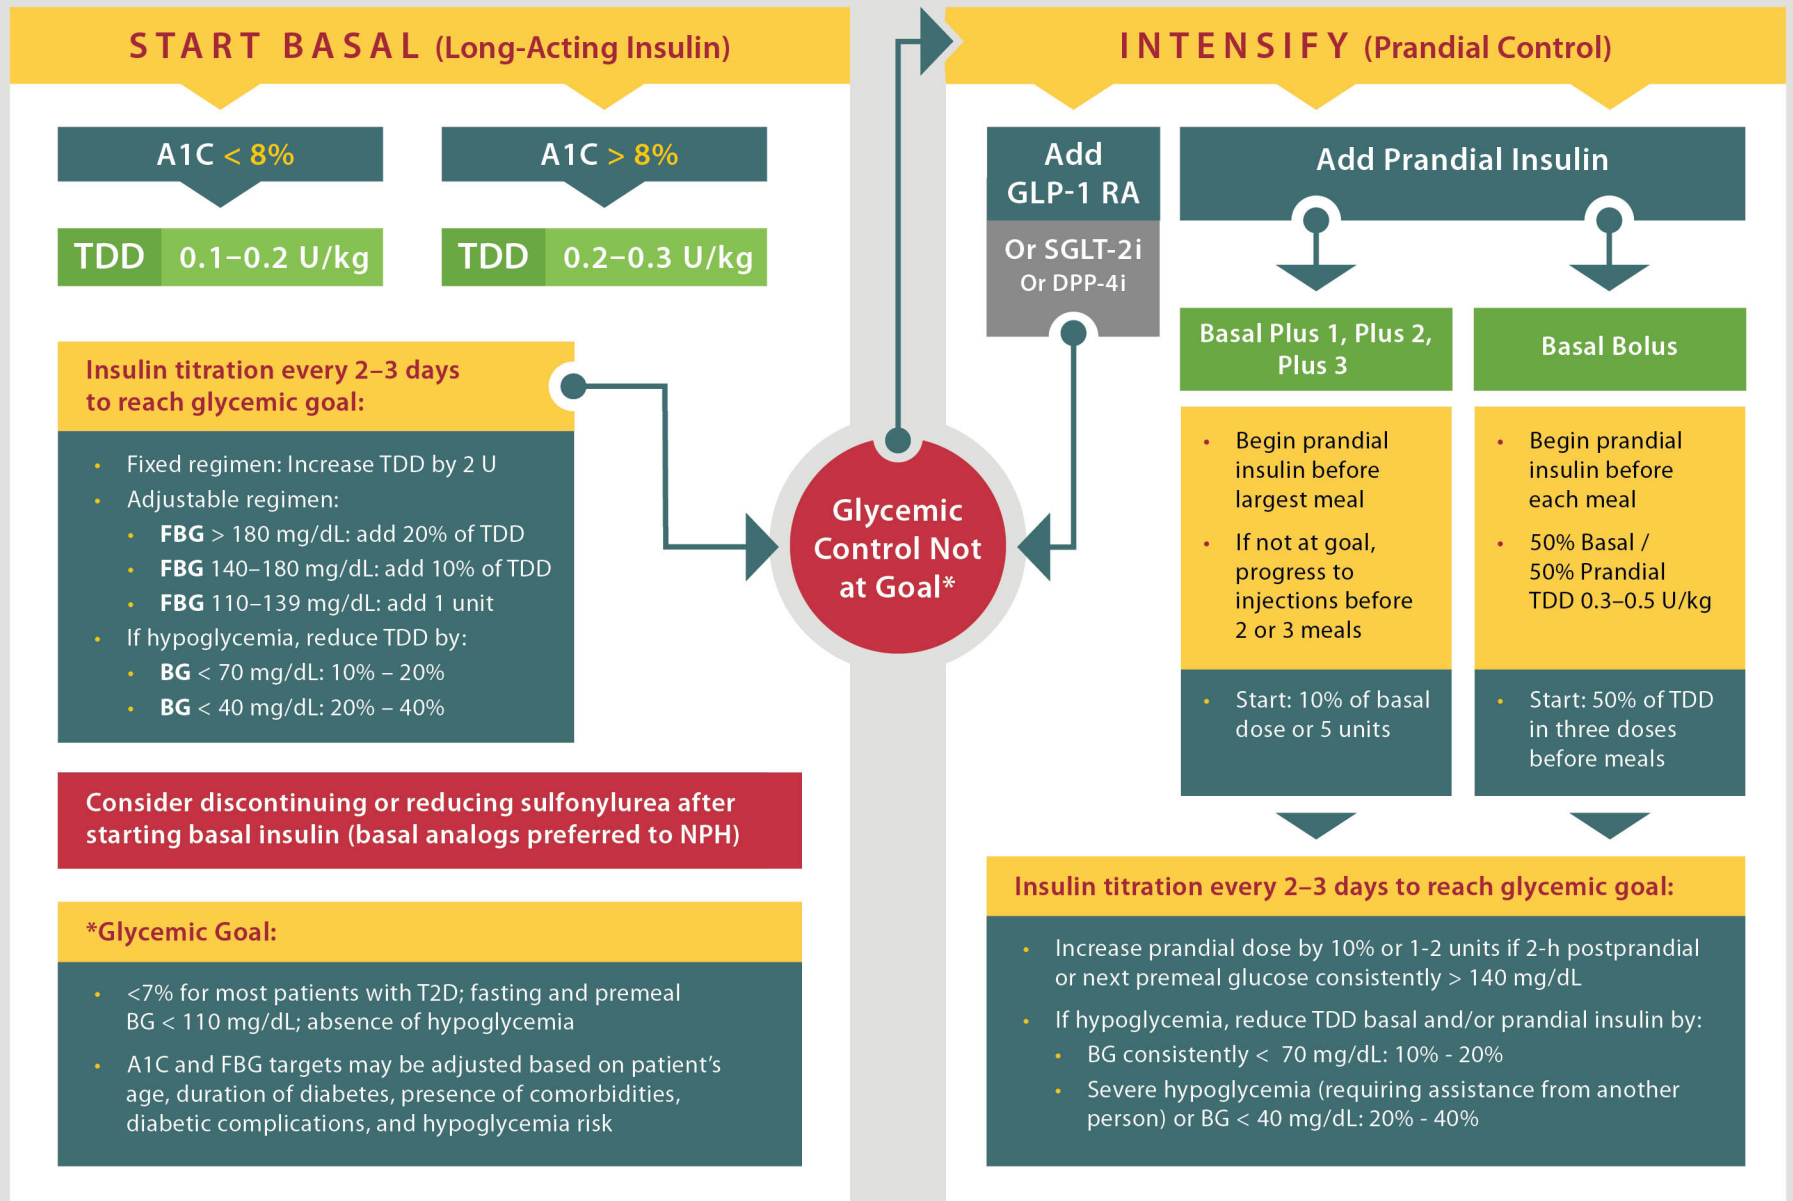 START BASAL (Long-Acting Insulin)
A1C < 8%
A1C > 8%
TDD 0.1–0.2 U/kg
TDD 0.2–0.3 U/kg
Insulin titration every 2–3 days
to reach glycemic goal:
• Fixed regimen: Increase TDD by 2 U
• Adjustable regimen:
• FBG > 180 mg/dL: add 20% of TDD
• FBG 140–180 mg/dL: add 10% of TDD
• FBG 110–139 mg/dL: add 1 unit
• If hypoglycemia, reduce TDD by:
• BG < 70 mg/dL: 10% – 20%
• BG < 40 mg/dL: 20% – 40%
Consider discontinuing or reducing sulfonylurea after
starting basal insulin (basal analogs preferred to NPH)
*Glycemic Goal:
• <7% for most patients with T2D; fasting and premeal
BG < 110 mg/dL; absence of hypoglycemia
• A1C and FBG targets may be adjusted based on patient’s
age, duration of diabetes, presence of comorbidities,
diabetic complications, and hypoglycemia risk
Glycemic
Control Not
at Goal*
INTENSIFY (Prandial Control)
Add
GLP-1 RA
Or SGLT-2i
Or DPP-4i
Add Prandial Insulin
Basal Plus 1, Plus 2,
Plus 3
• Begin prandial
insulin before
largest meal
• If not at goal,
progress to
injections before
2 or 3 meals
• Start: 10% of basal
dose or 5 units
Basal Bolus
• Begin prandial
insulin before
each meal
• 50% Basal /
50% Prandial
TDD 0.3–0.5 U/kg
• Start: 50% of TDD
in three doses
before meals
Insulin titration every 2–3 days to reach glycemic goal:
• Increase prandial dose by 10% or 1-2 units if 2-h postprandial
or next premeal glucose consistently > 140 mg/dL
• If hypoglycemia, reduce TDD basal and/or prandial insulin by:
• BG consistently < 70 mg/dL: 10% - 20%
• Severe hypoglycemia (requiring assistance from another
person) or BG < 40 mg/dL: 20% - 40%